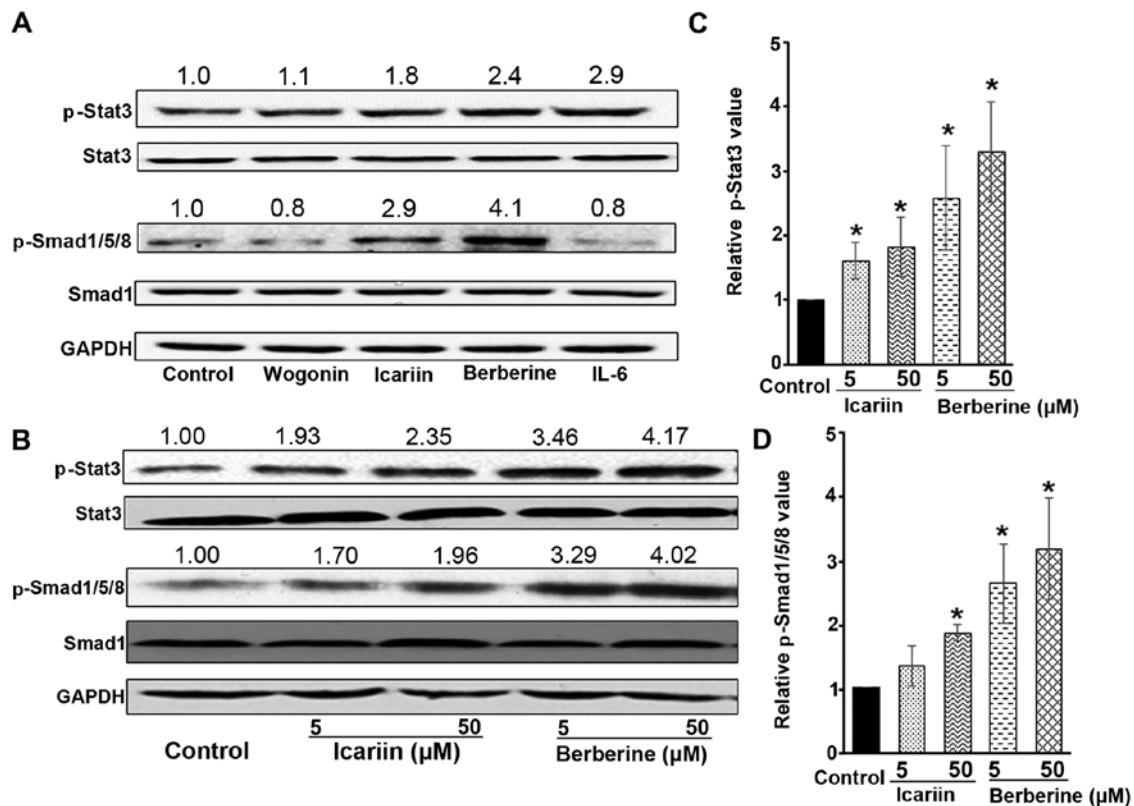 A
1.0 1.1 1.8 2.4 2.9
p-Stat3
Stat3
1.0 0.8 2.9 4.1 0.8
p-Smad1/5/8
Smad1
GAPDH
Control Wogonin Icariin Berberine IL-6
B
1.00 1.93 2.35 3.46 4.17
p-Stat3
Stat3
1.00 1.70 1.96 3.29 4.02
p-Smad1/5/8
Smad1
GAPDH
5 50 5 50
Control Icariin (µM) Berberine (µM)
C
Relative p-Stat3 value
5
4
3
2
1
0
* * * *
Control 5 50 5 50
Icariin Berberine (µM)
D
Relative p-Smad1/5/8 value
5
4
3
2
1
0
* * *
Control 5 50 5 50
Icariin Berberine (µM)